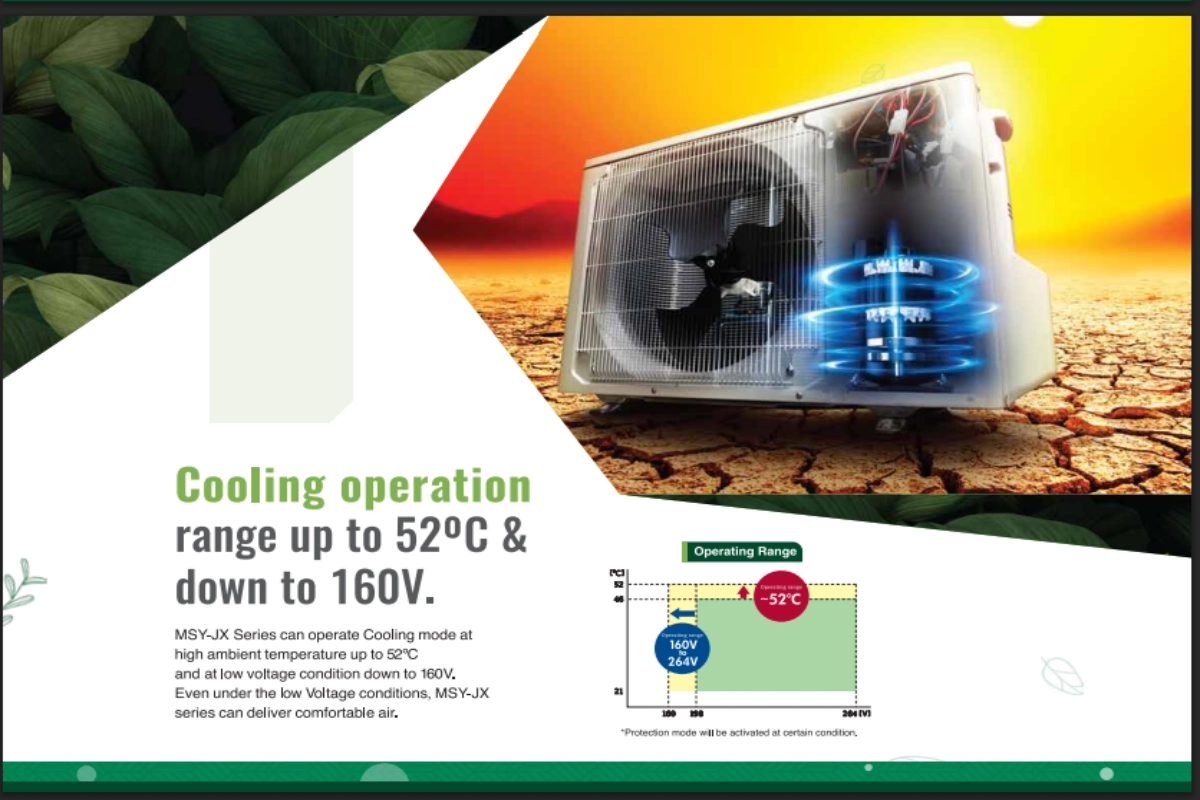 1
Cooling operation
range up to 52ºC &
down to 160V.
MSY-JX Series can operate Cooling mode at
high ambient temperature up to 52ºC
and at low voltage condition down to 160V.
Even under the low Voltage conditions, MSY-JX
series can deliver comfortable air.
Operating Range
[ºC]
52
46
21
Operating range
~52ºC
Operating range
160V
to
264V
160 198 264 [V]
*Protection mode will be activated at certain condition.